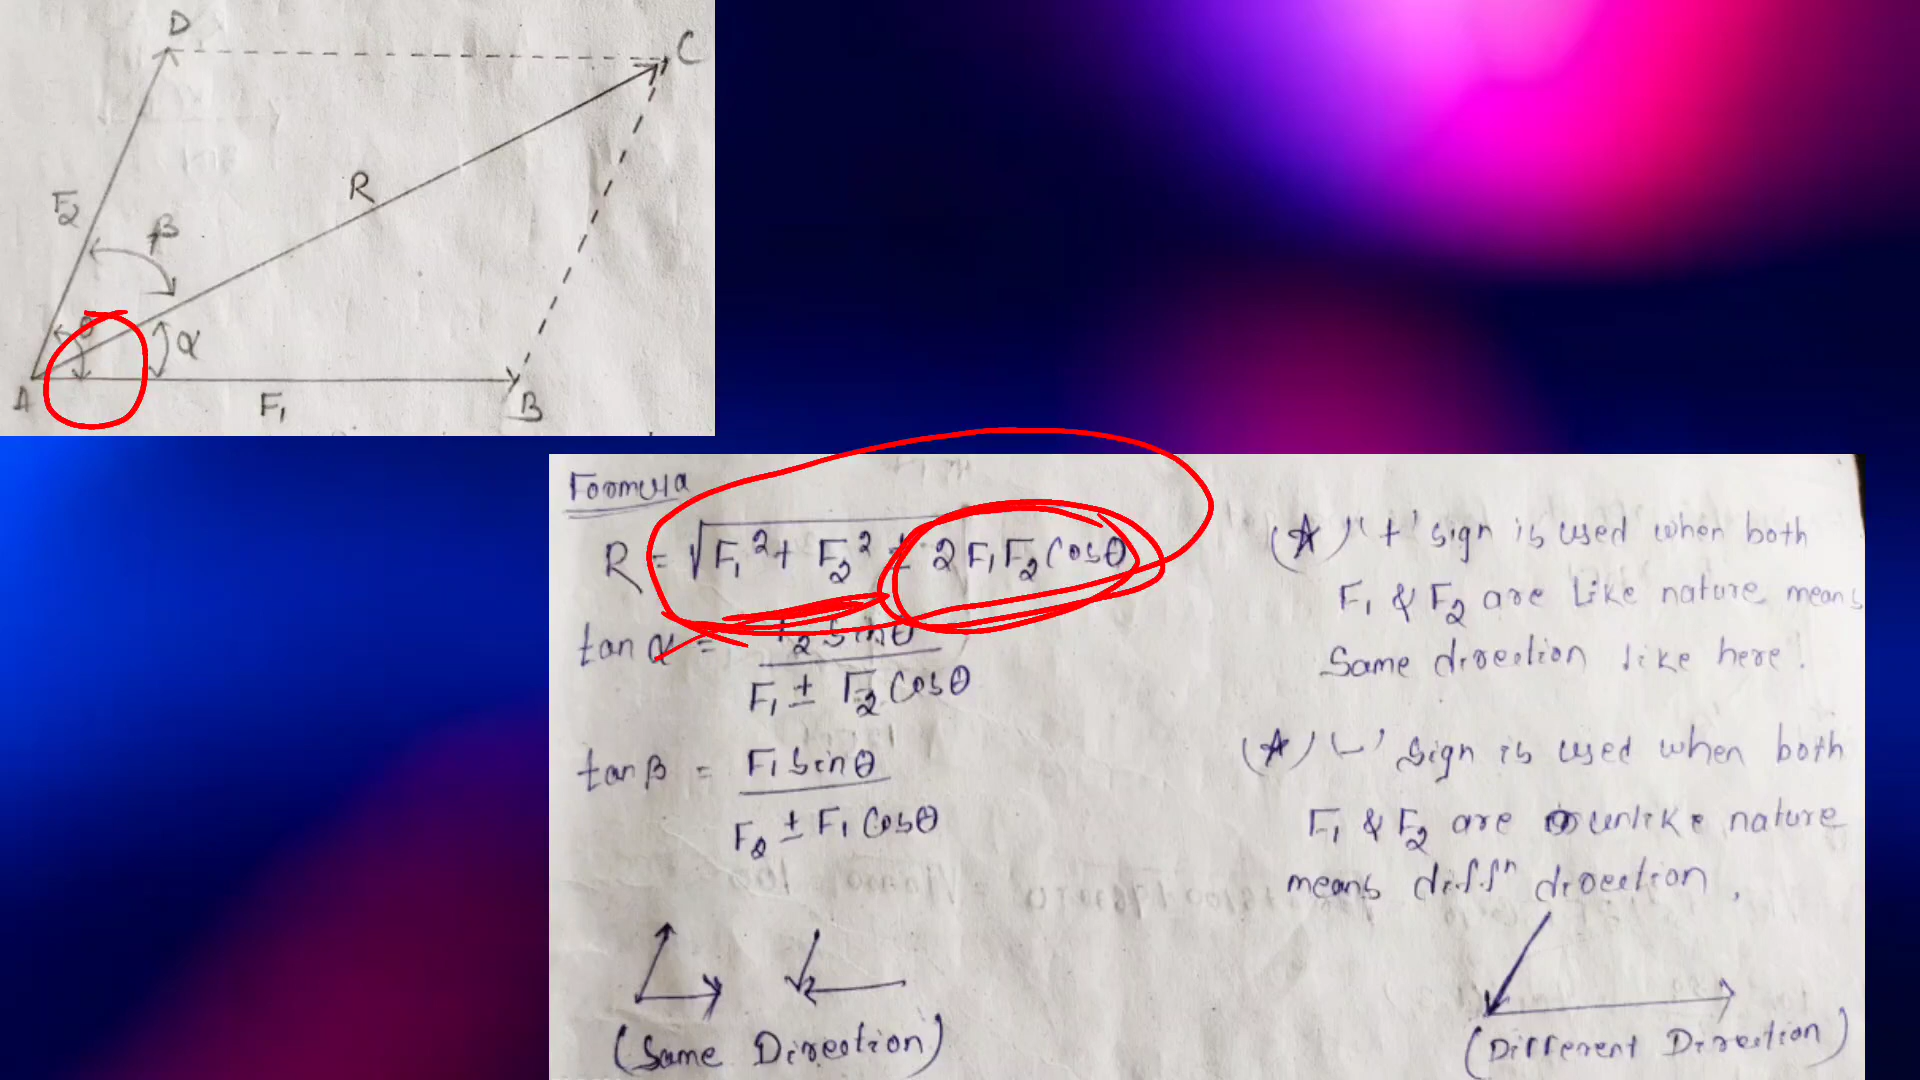 D
C
F₂
R
β
θ
α
A
F₁
B
Formula
R = √F₁² + F₂² ± 2F₁F₂ Cosθ
tan α = F₂ sinθ
F₁ ± F₂ Cosθ
tan β = F₁ sinθ
F₂ ± F₁ Cosθ
(Same Direction)
(★) '+' sign is used when both
F₁ & F₂ are like nature means
Same direction like here.
(★) '-' sign is used when both
F₁ & F₂ are unlike nature
means diffⁿ direction.
(Different Direction)